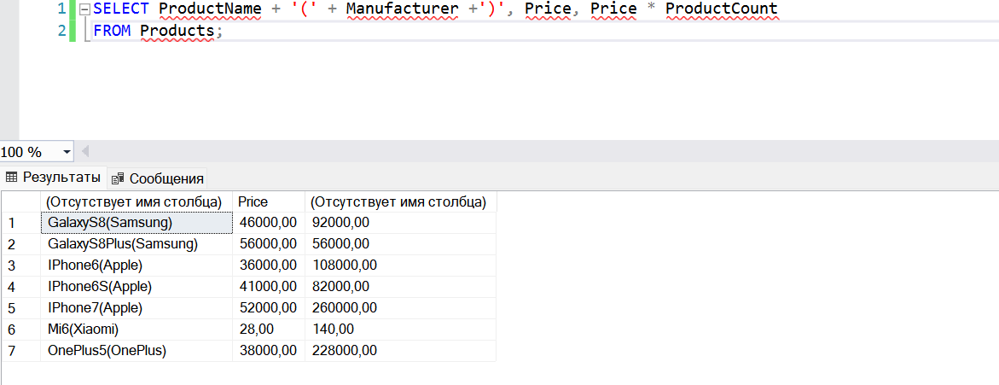 1 SELECT ProductName + '(' + Manufacturer +')', Price, Price * ProductCount
2 FROM Products;
100 %
Результаты Сообщения
(Отсутствует имя столбца) Price (Отсутствует имя столбца)
1 GalaxyS8(Samsung) 46000,00 92000,00
2 GalaxyS8Plus(Samsung) 56000,00 56000,00
3 IPhone6(Apple) 36000,00 108000,00
4 IPhone6S(Apple) 41000,00 82000,00
5 IPhone7(Apple) 52000,00 260000,00
6 Mi6(Xiaomi) 28,00 140,00
7 OnePlus5(OnePlus) 38000,00 228000,00